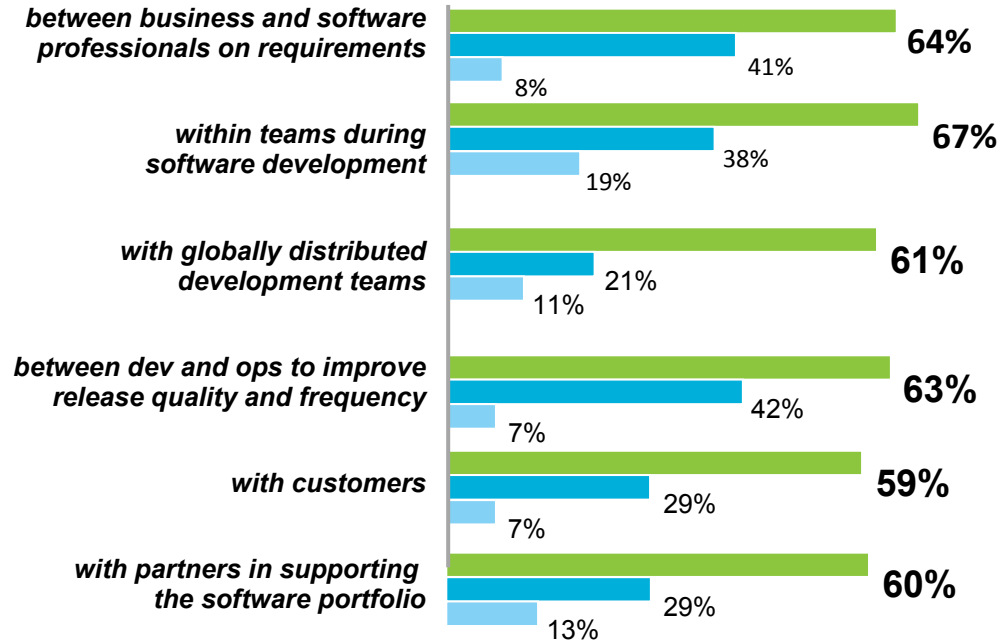 between business and software
professionals on requirements
64%
41%
8%
within teams during
software development
67%
38%
19%
with globally distributed
development teams
61%
21%
11%
between dev and ops to improve
release quality and frequency
63%
42%
7%
with customers
59%
29%
7%
with partners in supporting
the software portfolio
60%
29%
13%